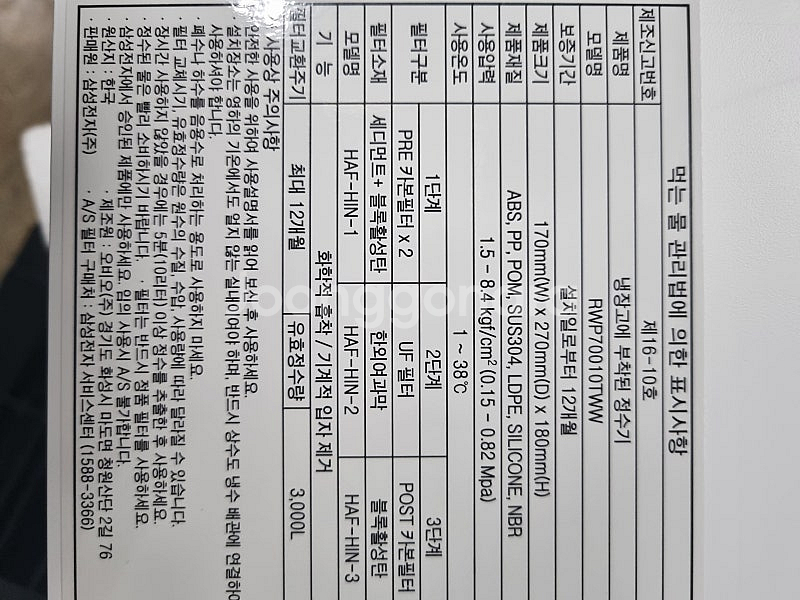 먹는 물 관리법에 의한 표시사항
제조신고번호 제16-10호
제품명 냉장고에 부착된 정수기
모델명 RWP70010TWW
보증기간 설치일로부터 12개월
제품크기 170mm(W) x 270mm(D) x 180mm(H)
제품재질 ABS, PP, POM, SUS304, LDPE, SILICONE, NBR
사용압력 1.5 - 8.4 kgf/cm² (0.15 - 0.82 Mpa)
사용온도 1 ~ 38℃
필터구분 1단계 2단계 3단계
PRE 카본필터 x 2 UF 필터 POST 카본필터
필터소재 세디먼트+ 블록활성탄 한외여과막 블록활성탄
모델명 HAF-HIN-1 HAF-HIN-2 HAF-HIN-3
기 능 화학적 흡착 / 기계적 입자 제거
필터교환주기 최대 12개월 유효정수량 3,000L
사용상 주의사항
안전한 사용을 위하여 사용설명서를 읽어 보신 후 사용하세요.
설치장소는 영하의 기온에서도 얼지 않는 실내이여야 하며, 반드시 상수도 냉수 배관에 연결하여
사용하셔야 합니다.
폐수나 하수를 음용수로 처리하는 용도로 사용하지 마세요.
· 필터 교체시기, 유효정수량은 원수의 수질, 수압, 사용량에 따라 달라질 수 있습니다.
· 장시간 사용하지 않았을 경우에는 5분(10리터) 이상 정수를 추출한 후 사용하세요.
· 정수된 물은 빨리 소비하시기 바랍니다. · 필터는 반드시 정품 필터를 사용하세요.
· 삼성전자에서 승인된 제품에만 사용하세요. 임의 사용시 A/S 불가합니다.
· 원산지 : 한국 · 제조원 : 오비오(주) 경기도 화성시 마도면 청원산단 2길 76
· 판매원 : 삼성전자(주) · A/S 필터 구매처 : 삼성전자 서비스센터 (1588-3366)